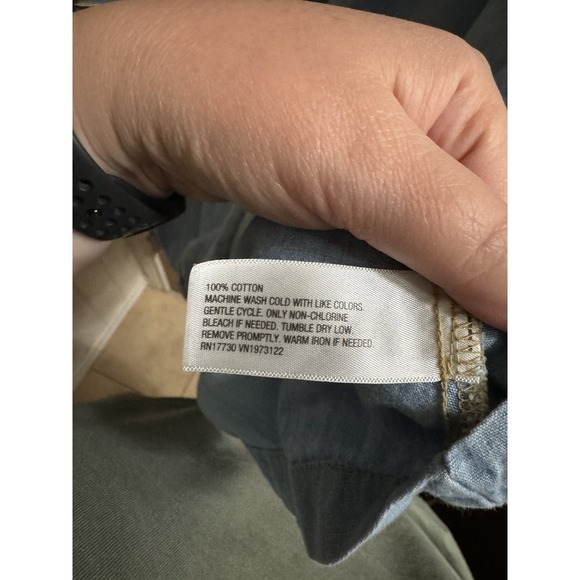 100% COTTON
MACHINE WASH COLD WITH LIKE COLORS.
GENTLE CYCLE. ONLY NON-CHLORINE
BLEACH IF NEEDED. TUMBLE DRY LOW.
REMOVE PROMPTLY. WARM IRON IF NEEDED.
RN17730 VN1973122